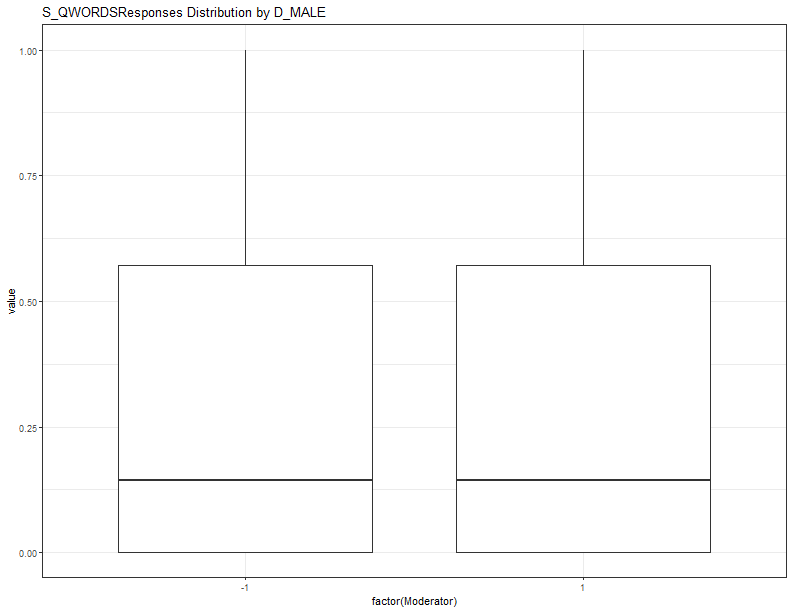 S_QWORDSResponses Distribution by D_MALE
1.00
0.75
0.50
0.25
0.00
value
-1
1
factor(Moderator)